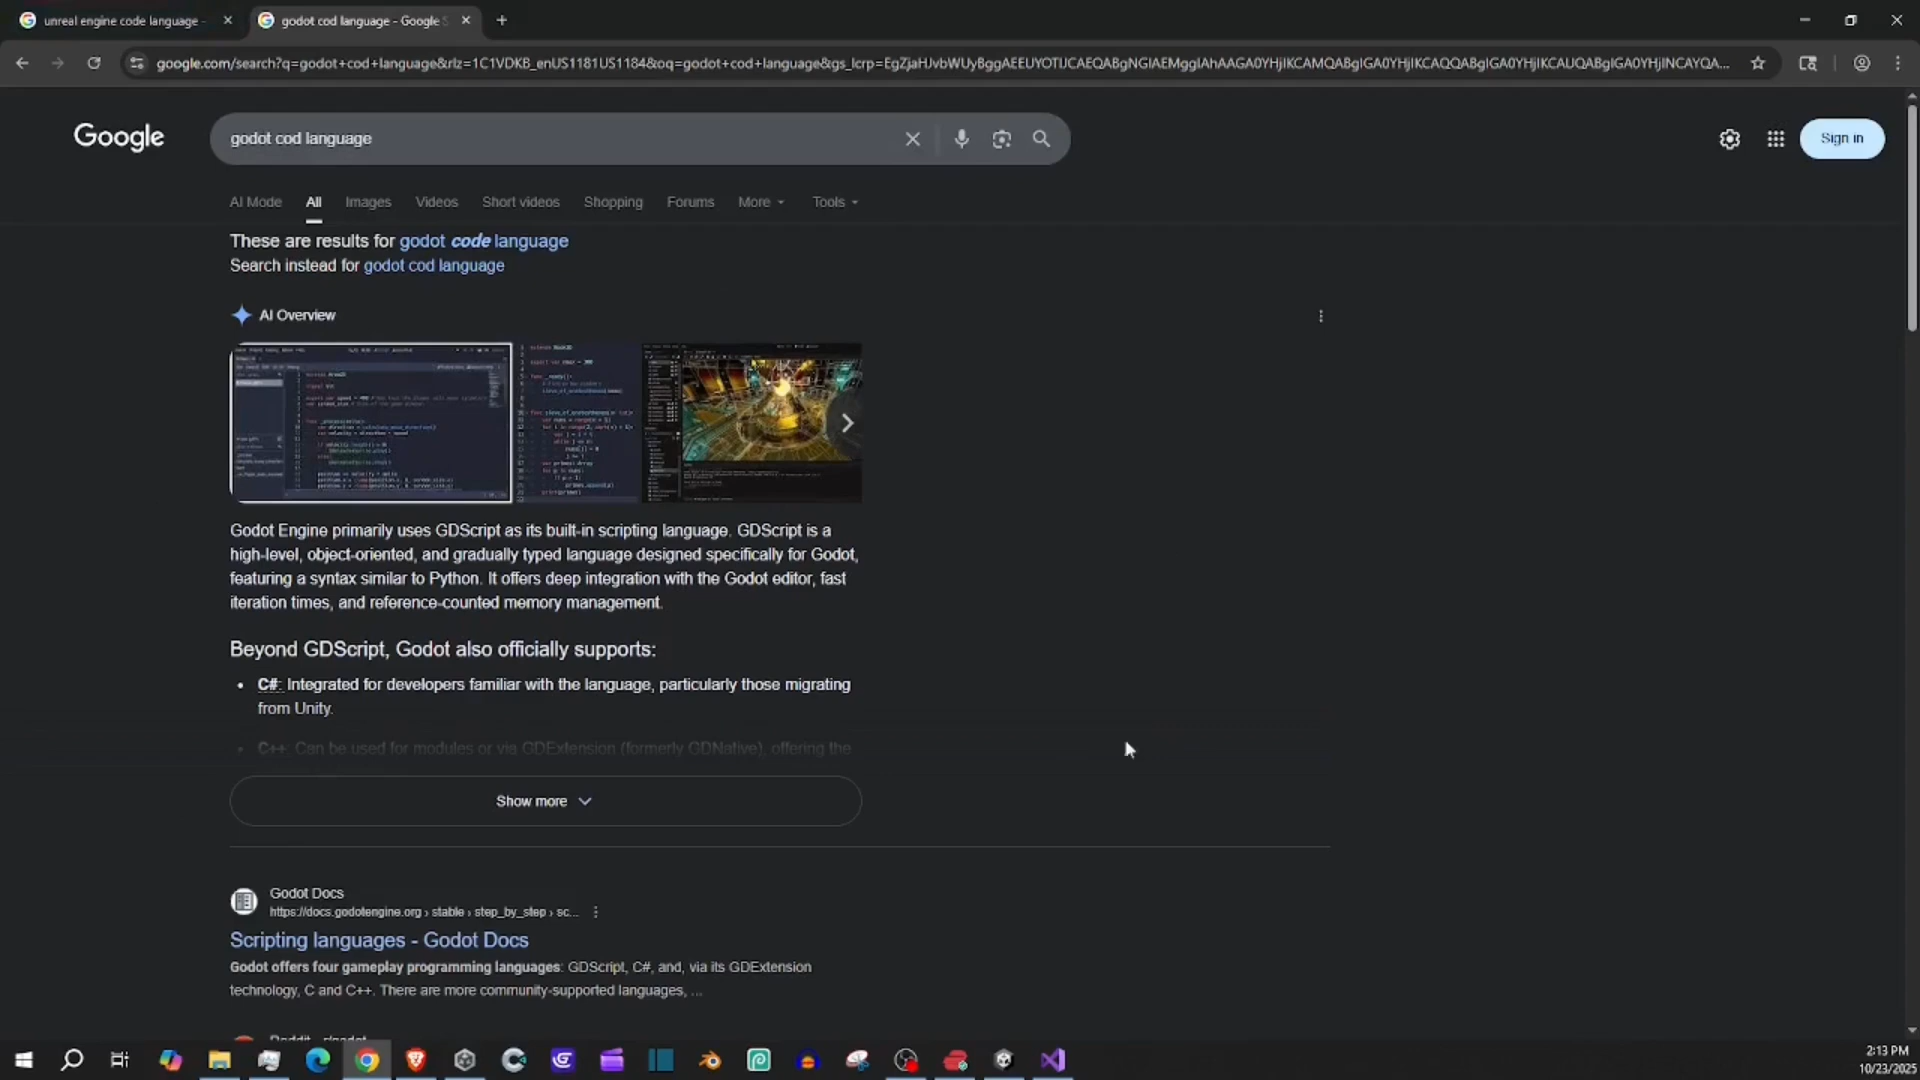 unreal engine code language -
godot cod language - Google S
google.com/search?q=godot+cod+language&rlz=1C1VDKB_enUS1181US1184&oq=godot+cod+language&gs_lcrp=
Google
godot cod language
Sign in
AI Mode
All
Images
Videos
Short videos
Shopping
Forums
More
Tools
These are results for godot code language
Search instead for godot cod language
AI Overview
Godot Engine primarily uses GDScript as its built-in scripting language. GDScript is a
high-level, object-oriented, and gradually typed language designed specifically for Godot,
featuring a syntax similar to Python. It offers deep integration with the Godot editor, fast
iteration times, and reference-counted memory management.
Beyond GDScript, Godot also officially supports:
• C#: Integrated for developers familiar with the language, particularly those migrating
from Unity.
• C++: Can be used for modules or via GDExtension (formerly GDNative), offering the
Show more
Godot Docs
https://docs.godotengine.org › stable › step_by_step › sc...
Scripting languages - Godot Docs
Godot offers four gameplay programming languages: GDScript, C#, and, via its GDExtension
technology, C and C++. There are more community-supported languages, ...
2:13 PM
10/23/2025